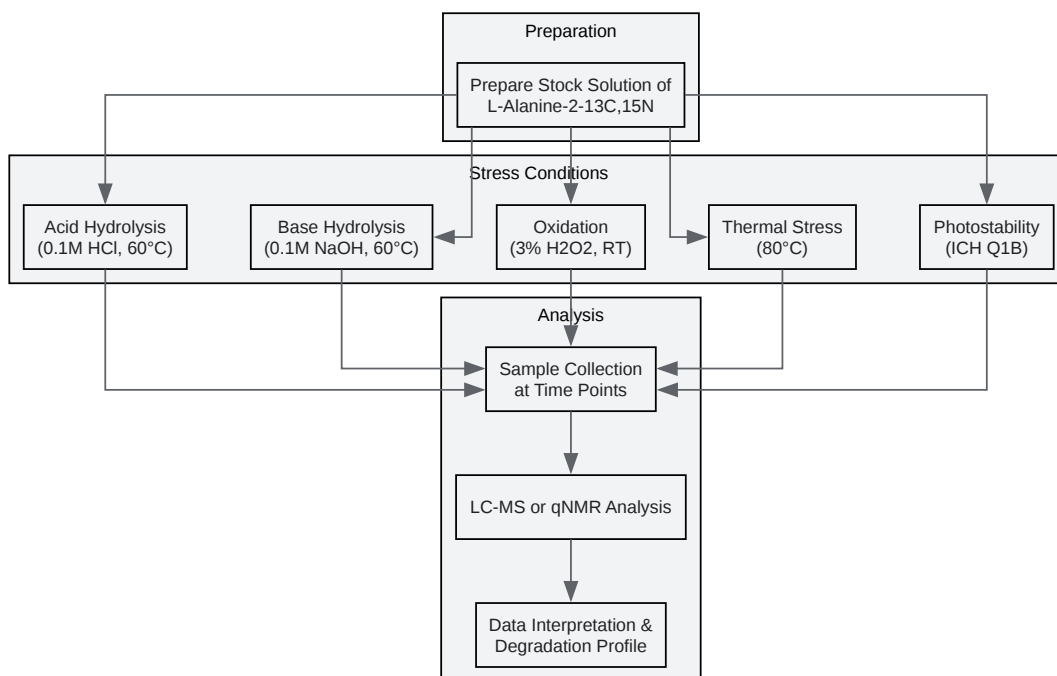 Preparation
Prepare Stock Solution of
L-Alanine-2-13C,15N
Stress Conditions
Acid Hydrolysis
(0.1M HCl, 60°C)
Base Hydrolysis
(0.1M NaOH, 60°C)
Oxidation
(3% H2O2, RT)
Thermal Stress
(80°C)
Photostability
(ICH Q1B)
Analysis
Sample Collection
at Time Points
LC-MS or qNMR Analysis
Data Interpretation &
Degradation Profile